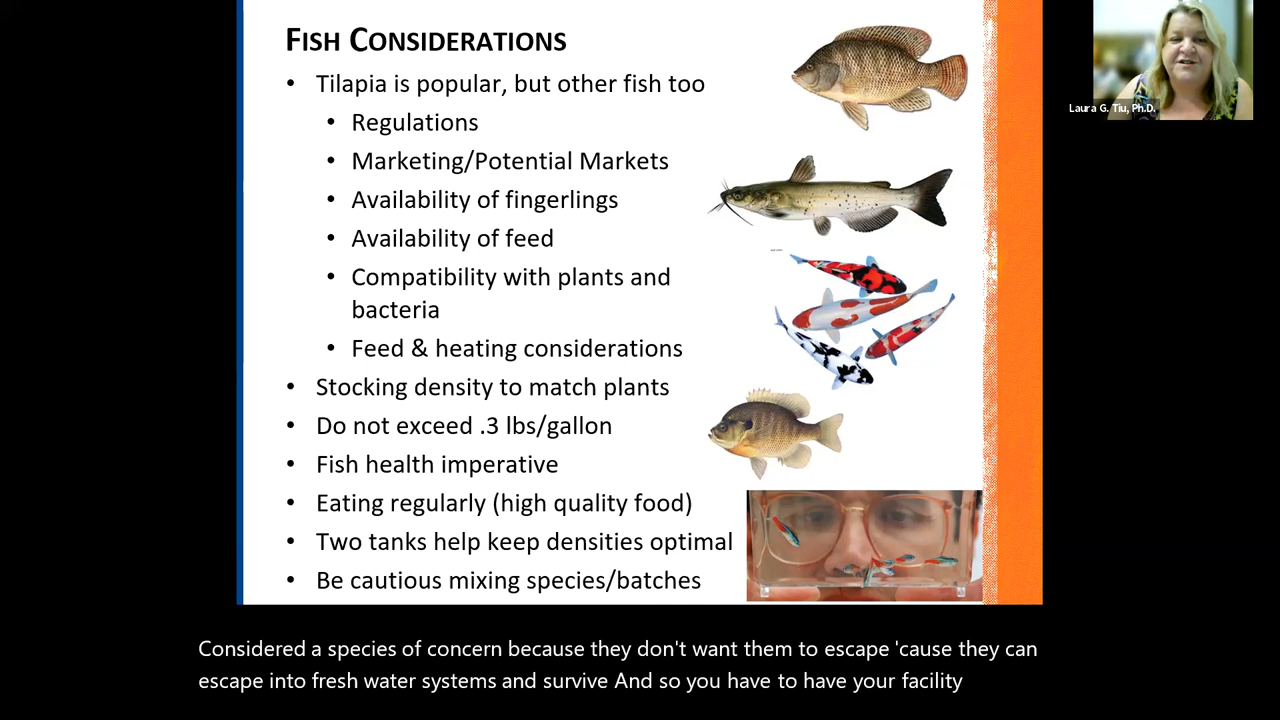 FISH CONSIDERATIONS
• Tilapia is popular, but other fish too
• Regulations
• Marketing/Potential Markets
• Availability of fingerlings
• Availability of feed
• Compatibility with plants and
bacteria
• Feed & heating considerations
• Stocking density to match plants
• Do not exceed .3 lbs/gallon
• Fish health imperative
• Eating regularly (high quality food)
• Two tanks help keep densities optimal
• Be cautious mixing species/batches
Laura G. Tiu, Ph.D.
Considered a species of concern because they don't want them to escape 'cause they can
escape into fresh water systems and survive And so you have to have your facility